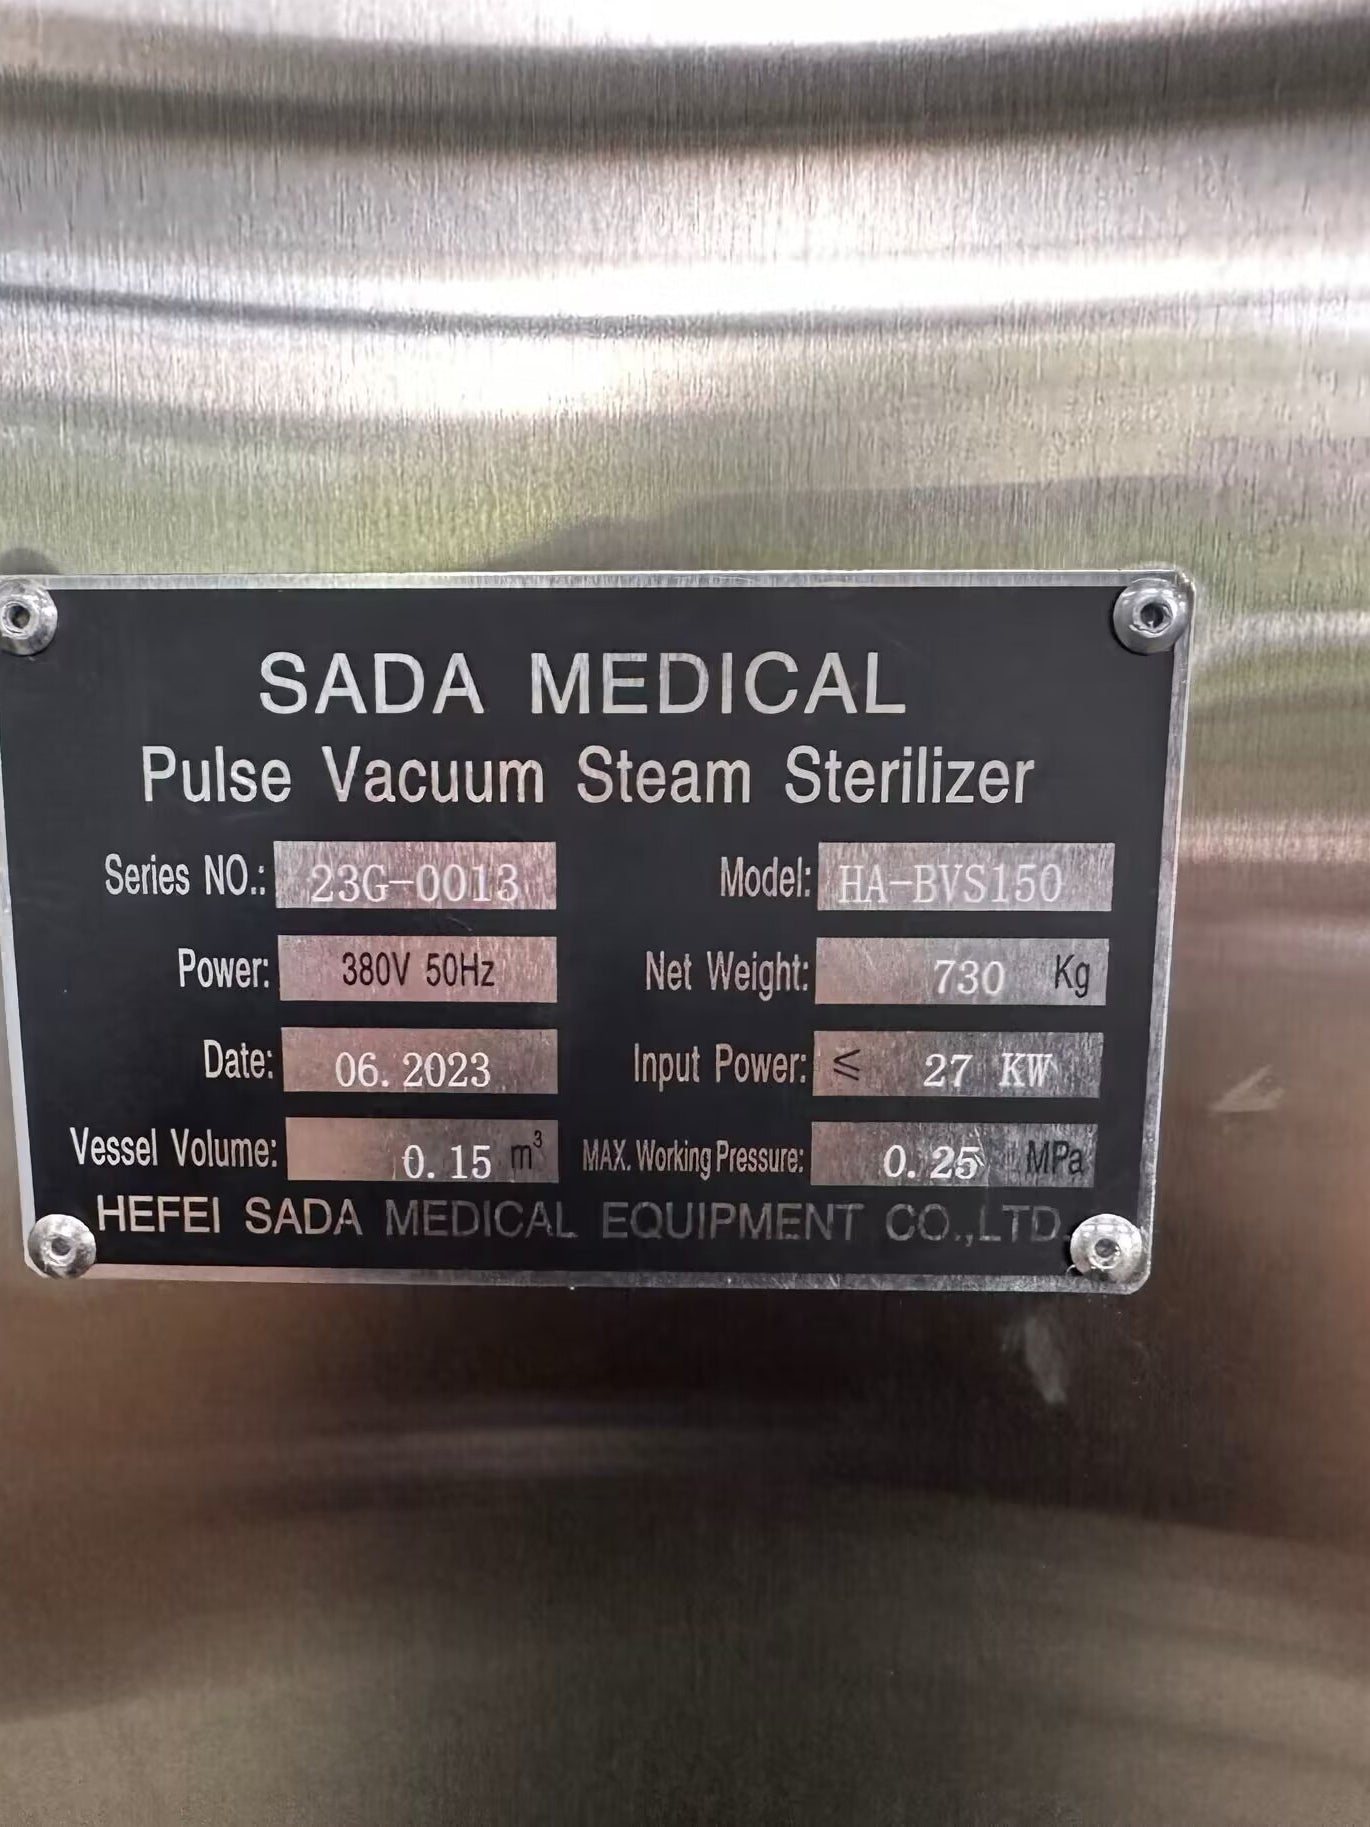 SADA MEDICAL
Pulse Vacuum Steam Sterilizer
Series NO.: 23G-0013 Model: HA-BVS150
Power: 380V 50Hz Net Weight: 730 Kg
Date: 06.2023 Input Power: ≤ 27 KW
Vessel Volume: 0.15 m³ MAX. Working Pressure: 0.25 MPa
HEFEI SADA MEDICAL EQUIPMENT CO.,LTD.